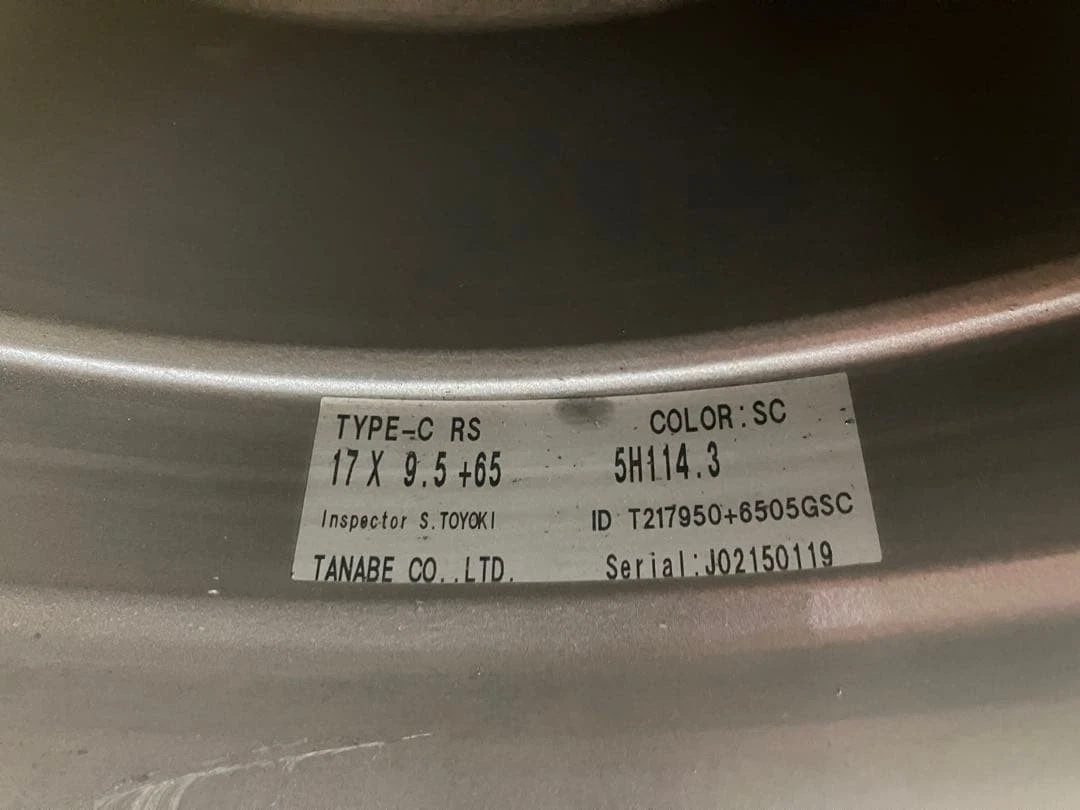 TYPE-C RS COLOR:SC
17 X 9.5 +65 5H114.3
Inspector S.TOYOKI ID T217950+6505GSC
TANABE CO.,LTD. Serial:J02150119